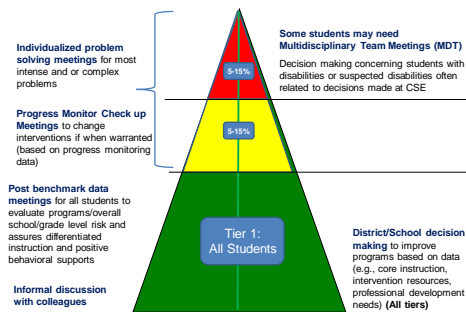 Individualized problem
solving meetings for most
intense and or complex
problems
Progress Monitor Check up
Meetings to change
interventions if when warranted
(based on progress monitoring
data)
Post benchmark data
meetings for all students to
evaluate programs/overall
school/grade level risk and
assures differentiated
instruction and positive
behavioral supports
Informal discussion
with colleagues
5-15%
5-15%
Tier 1:
All Students
Some students may need
Multidisciplinary Team Meetings (MDT)
Decision making concerning students with
disabilities or suspected disabilities often
related to decisions made at CSE
District/School decision
making to improve
programs based on data
(e.g., core instruction,
intervention resources,
professional development
needs) (All tiers)